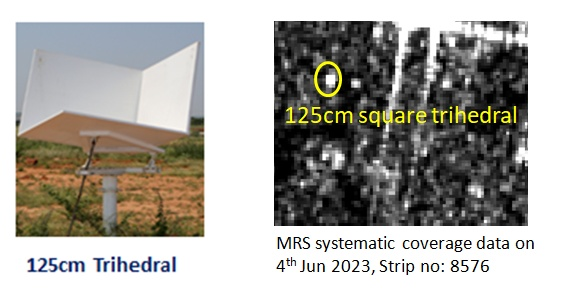 125cm square trihedral
125cm Trihedral
MRS systematic coverage data on
4th Jun 2023, Strip no: 8576